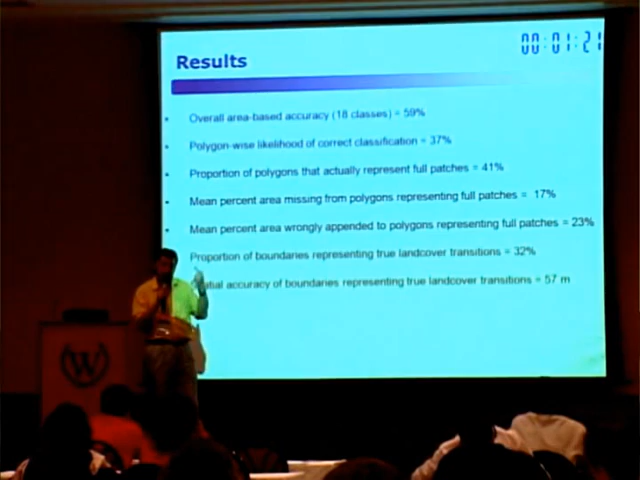 00:01:21
Results
Overall area-based accuracy (18 classes) = 59%
Polygon-wise likelihood of correct classification = 37%
Proportion of polygons that actually represent full patches = 41%
Mean percent area missing from polygons representing full patches = 17%
Mean percent area wrongly appended to polygons representing full patches = 23%
Proportion of boundaries representing true landcover transitions = 32%
accuracy of boundaries representing true landcover transitions = 57 m
W